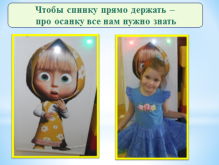 Чтобы спинку прямо держать –
про осанку все нам нужно знать